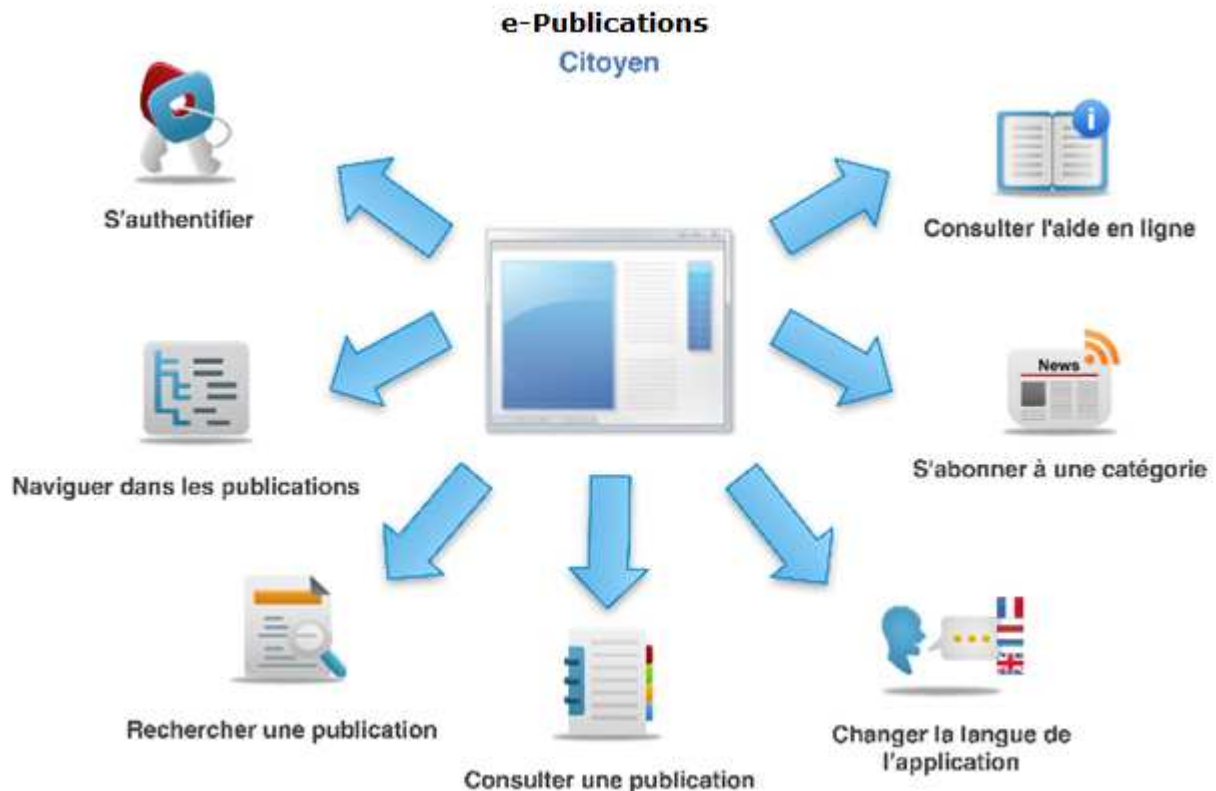 e-Publications
Citoyen
S'authentifier
Consulter l'aide en ligne
i
News
Naviguer dans les publications
S'abonner à une catégorie
Rechercher une publication
Consulter une publication
Changer la langue de
l'application